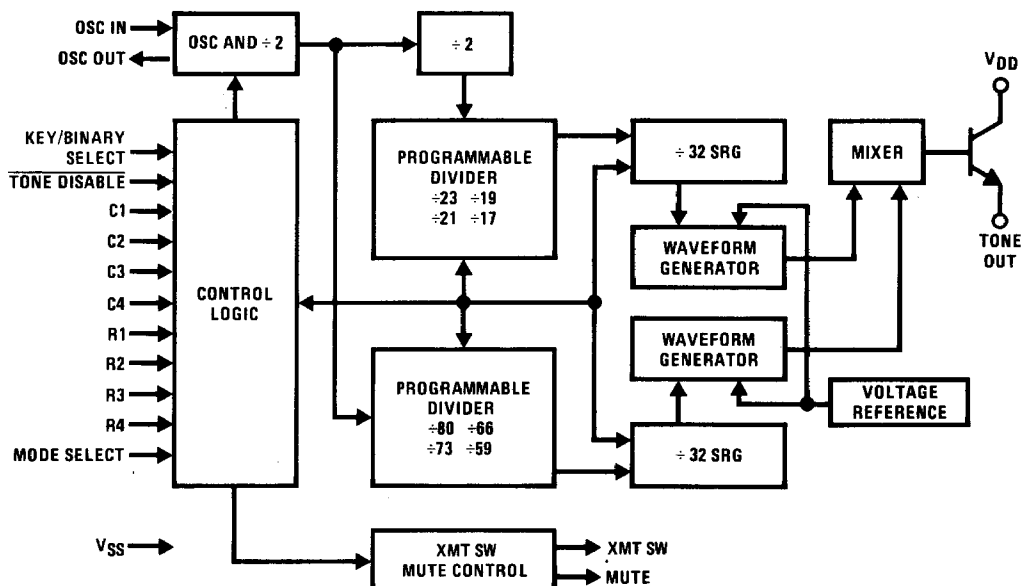 OSC IN
OSC OUT
OSC AND ÷ 2
÷ 2
V_DD
KEY/BINARY
SELECT
TONE DISABLE
C1
C2
C3
C4
R1
R2
R3
R4
MODE SELECT
CONTROL
LOGIC
PROGRAMMABLE
DIVIDER
÷23 ÷19
÷21 ÷17
÷ 32 SRG
MIXER
WAVEFORM
GENERATOR
TONE
OUT
WAVEFORM
GENERATOR
PROGRAMMABLE
DIVIDER
÷80 ÷66
÷73 ÷59
VOLTAGE
REFERENCE
÷ 32 SRG
V_SS
XMT SW
MUTE CONTROL
XMT SW
MUTE